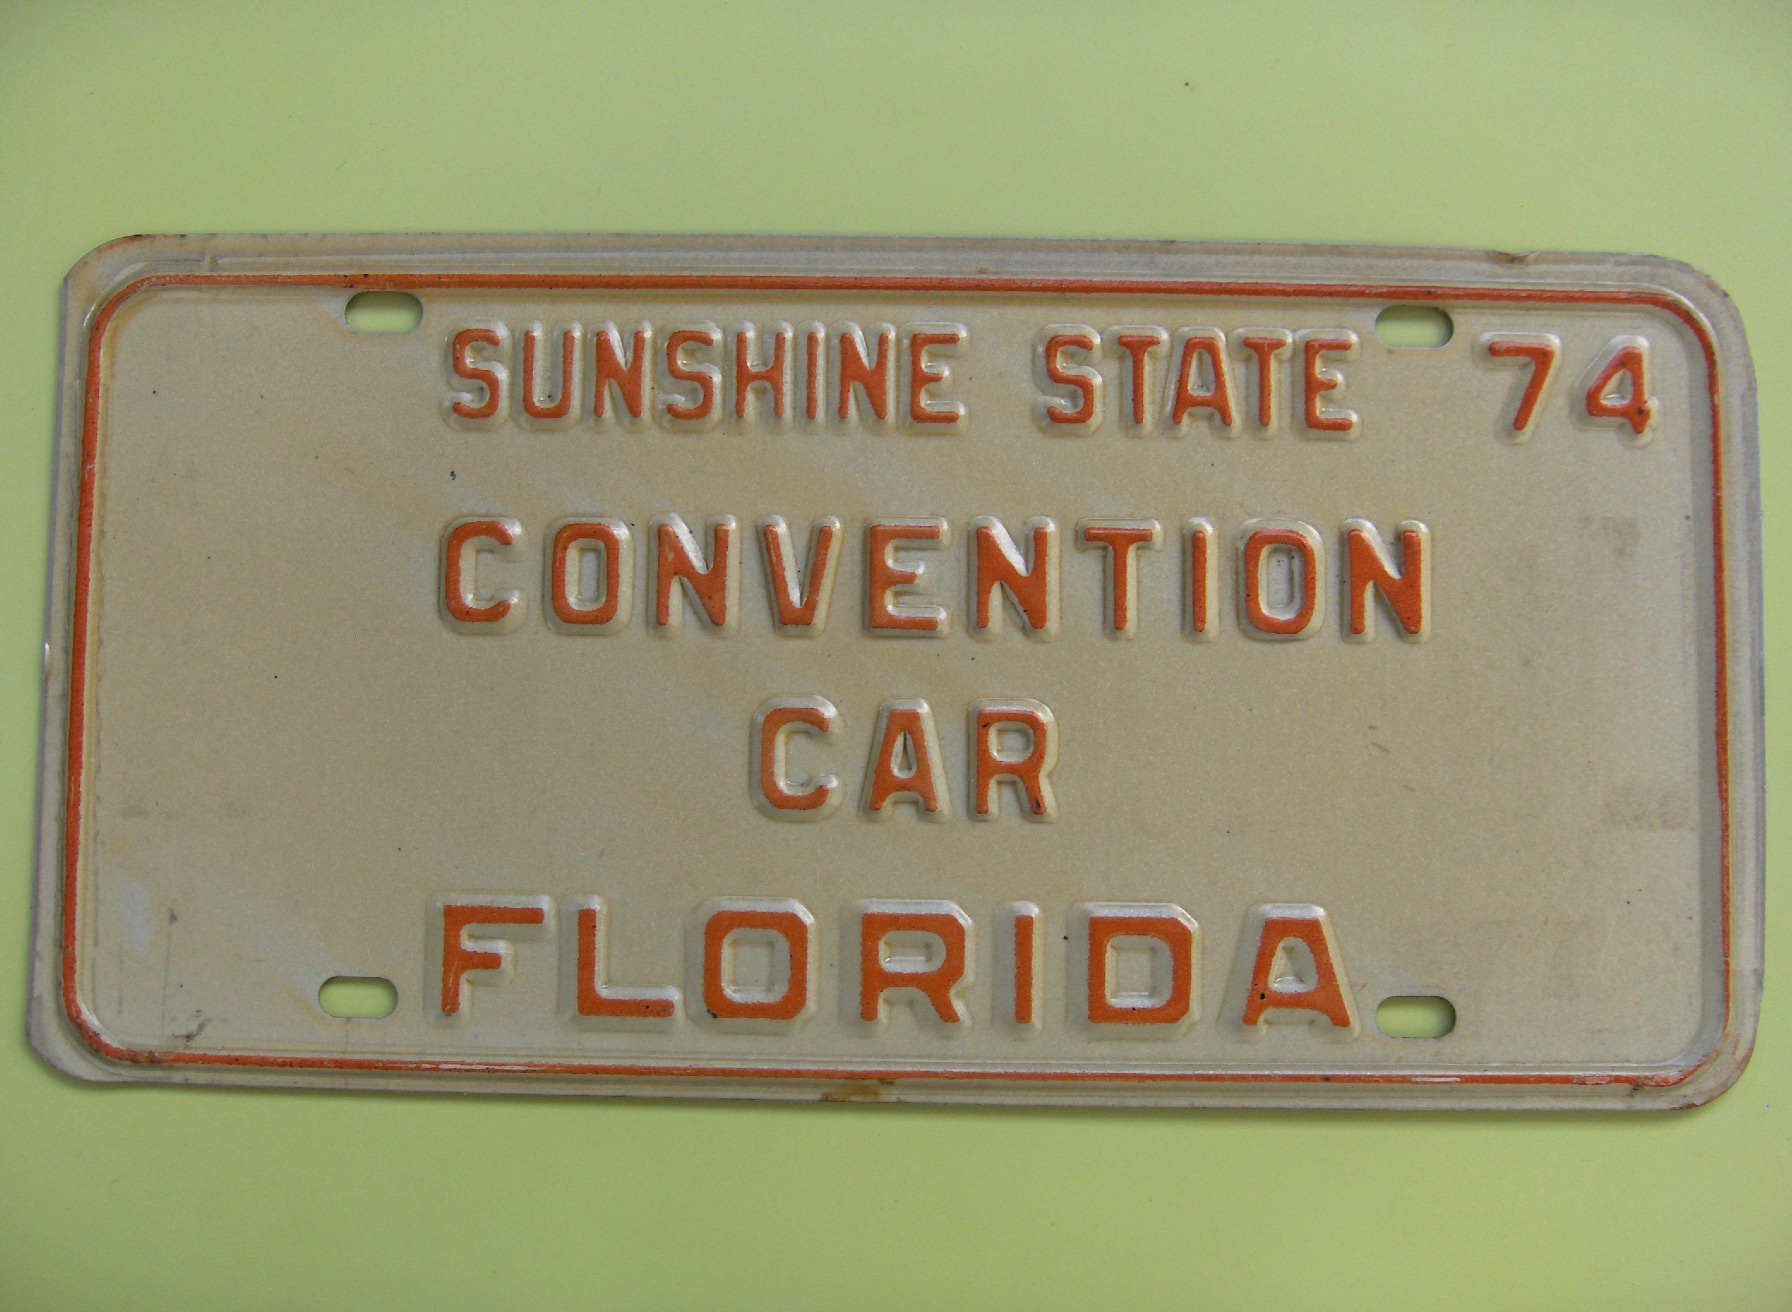 SUNSHINE STATE 74
CONVENTION
CAR
FLORIDA